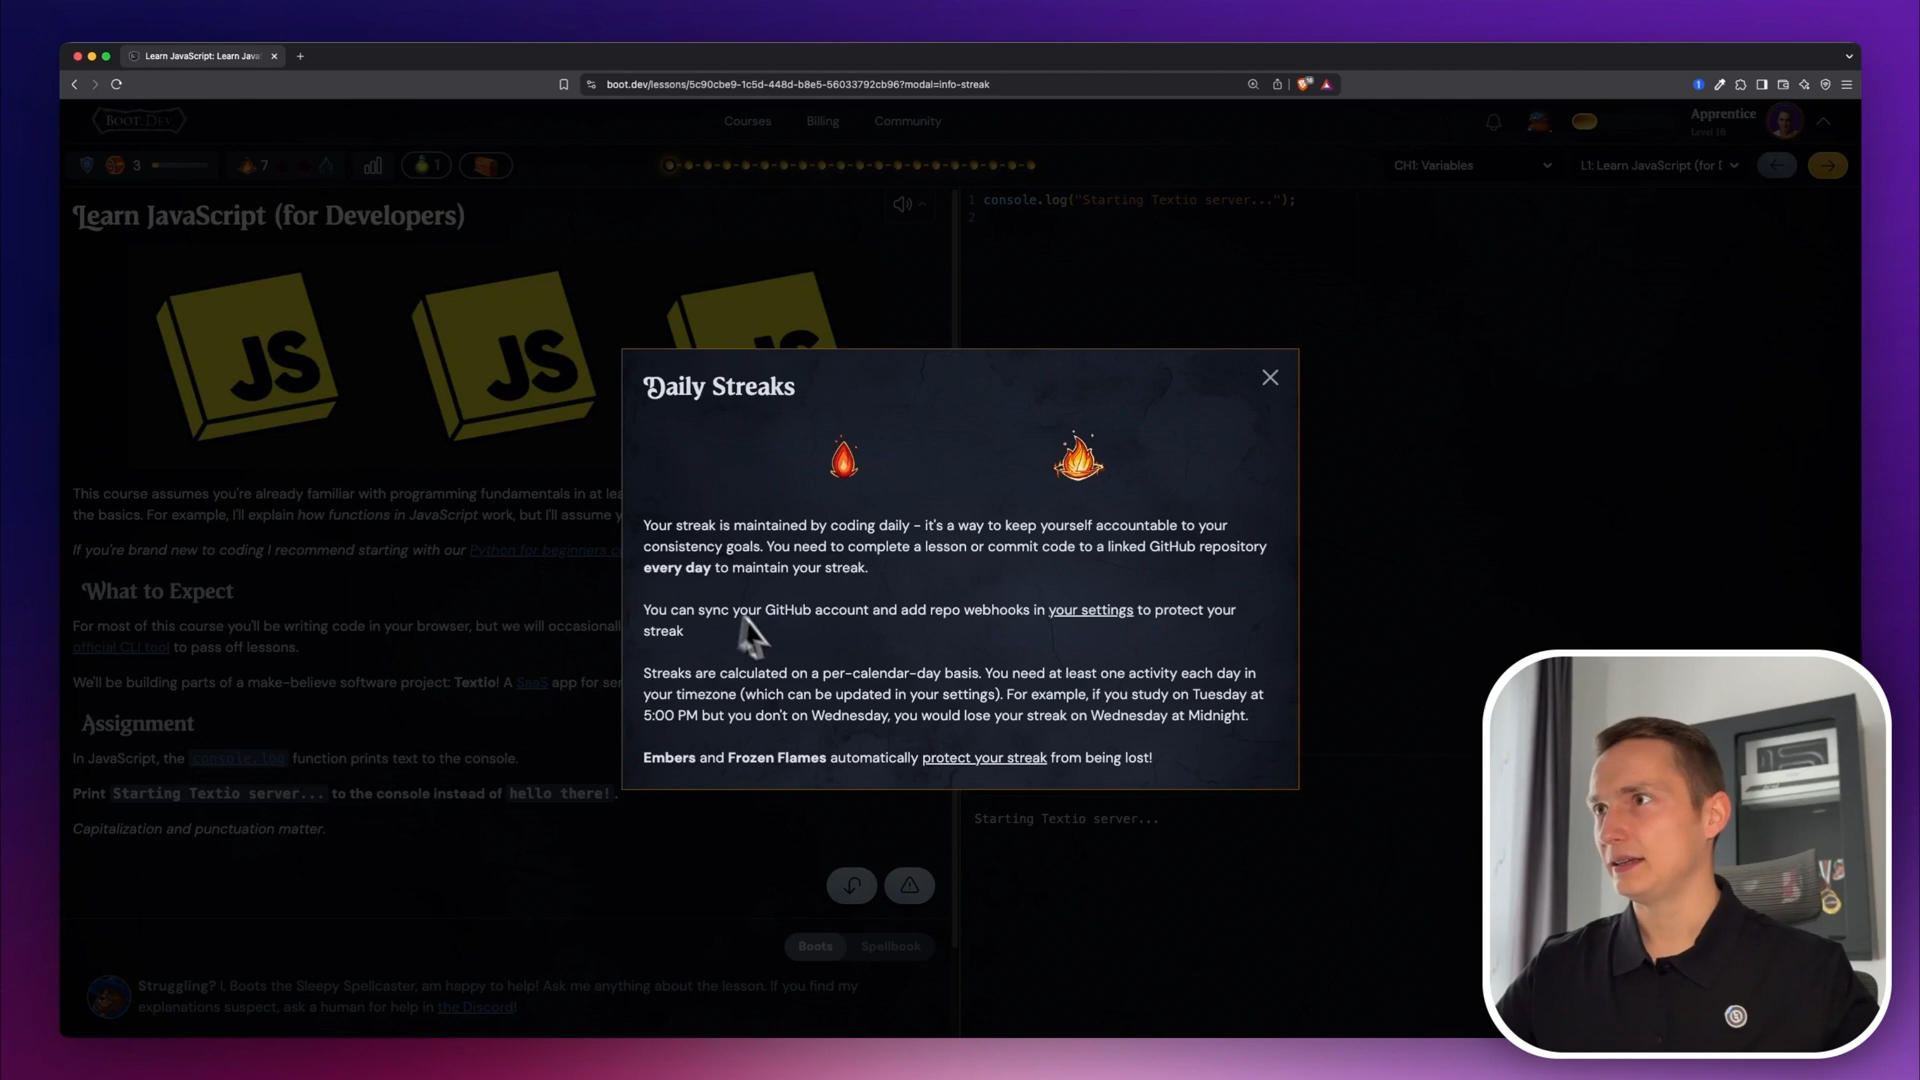 Learn JavaScript: Learn Java
boot.dev/lessons/5c90cbe9-1c5d-448d-b8e5-56033792cb96?modal=info-streak
BOOT.DEV
Courses
Billing
Community
Apprentice
Level 16
3
7
1
CH1: Variables
L1: Learn JavaScript (for
Learn JavaScript (for Developers)
1 console.log("Starting Textio server...");
2
JS
JS
Daily Streaks
Your streak is maintained by coding daily - it's a way to keep yourself accountable to your
consistency goals. You need to complete a lesson or commit code to a linked GitHub repository
every day to maintain your streak.
You can sync your GitHub account and add repo webhooks in your settings to protect your
streak
Streaks are calculated on a per-calendar-day basis. You need at least one activity each day in
your timezone (which can be updated in your settings). For example, if you study on Tuesday at
5:00 PM but you don't on Wednesday, you would lose your streak on Wednesday at Midnight.
Embers and Frozen Flames automatically protect your streak from being lost!
This course assumes you're already familiar with programming fundamentals in at lea
the basics. For example, I'll explain how functions in JavaScript work, but I'll assume y
If you're brand new to coding I recommend starting with our Python for beginners c
What to Expect
For most of this course you'll be writing code in your browser, but we will occasional
official CLI tool to pass off lessons.
We'll be building parts of a make-believe software project: Textio! A SaaS app for ser
Assignment
In JavaScript, the console.log function prints text to the console.
Print Starting Textio server... to the console instead of hello there!.
Capitalization and punctuation matter.
Starting Textio server...
Boots
Spellbook
Struggling? I, Boots the Sleepy Spellcaster, am happy to help! Ask me anything about the lesson. If you find my
explanations suspect, ask a human for help in the Discord!